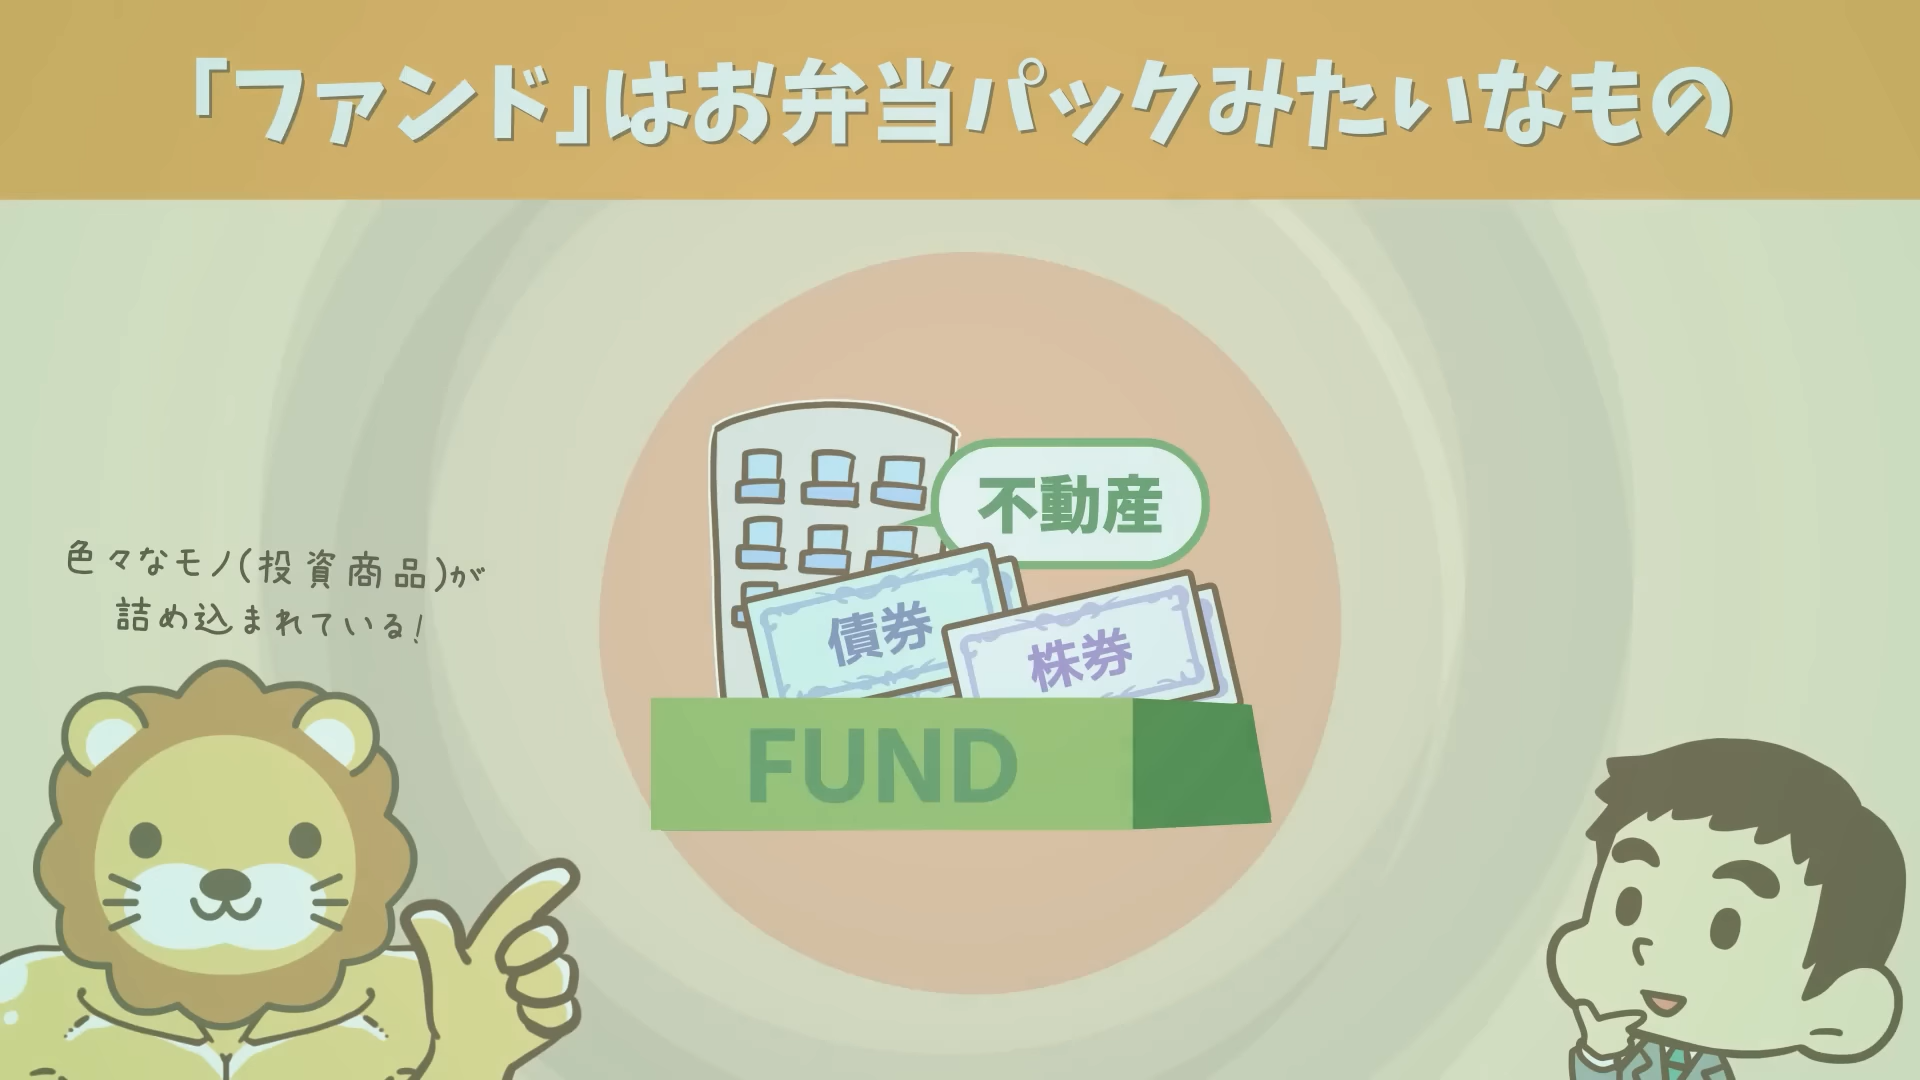 「ファンド」はお弁当パックみたいなもの
不動産
色々なモノ(投資商品)が
詰め込まれている!
債券
株券
FUND